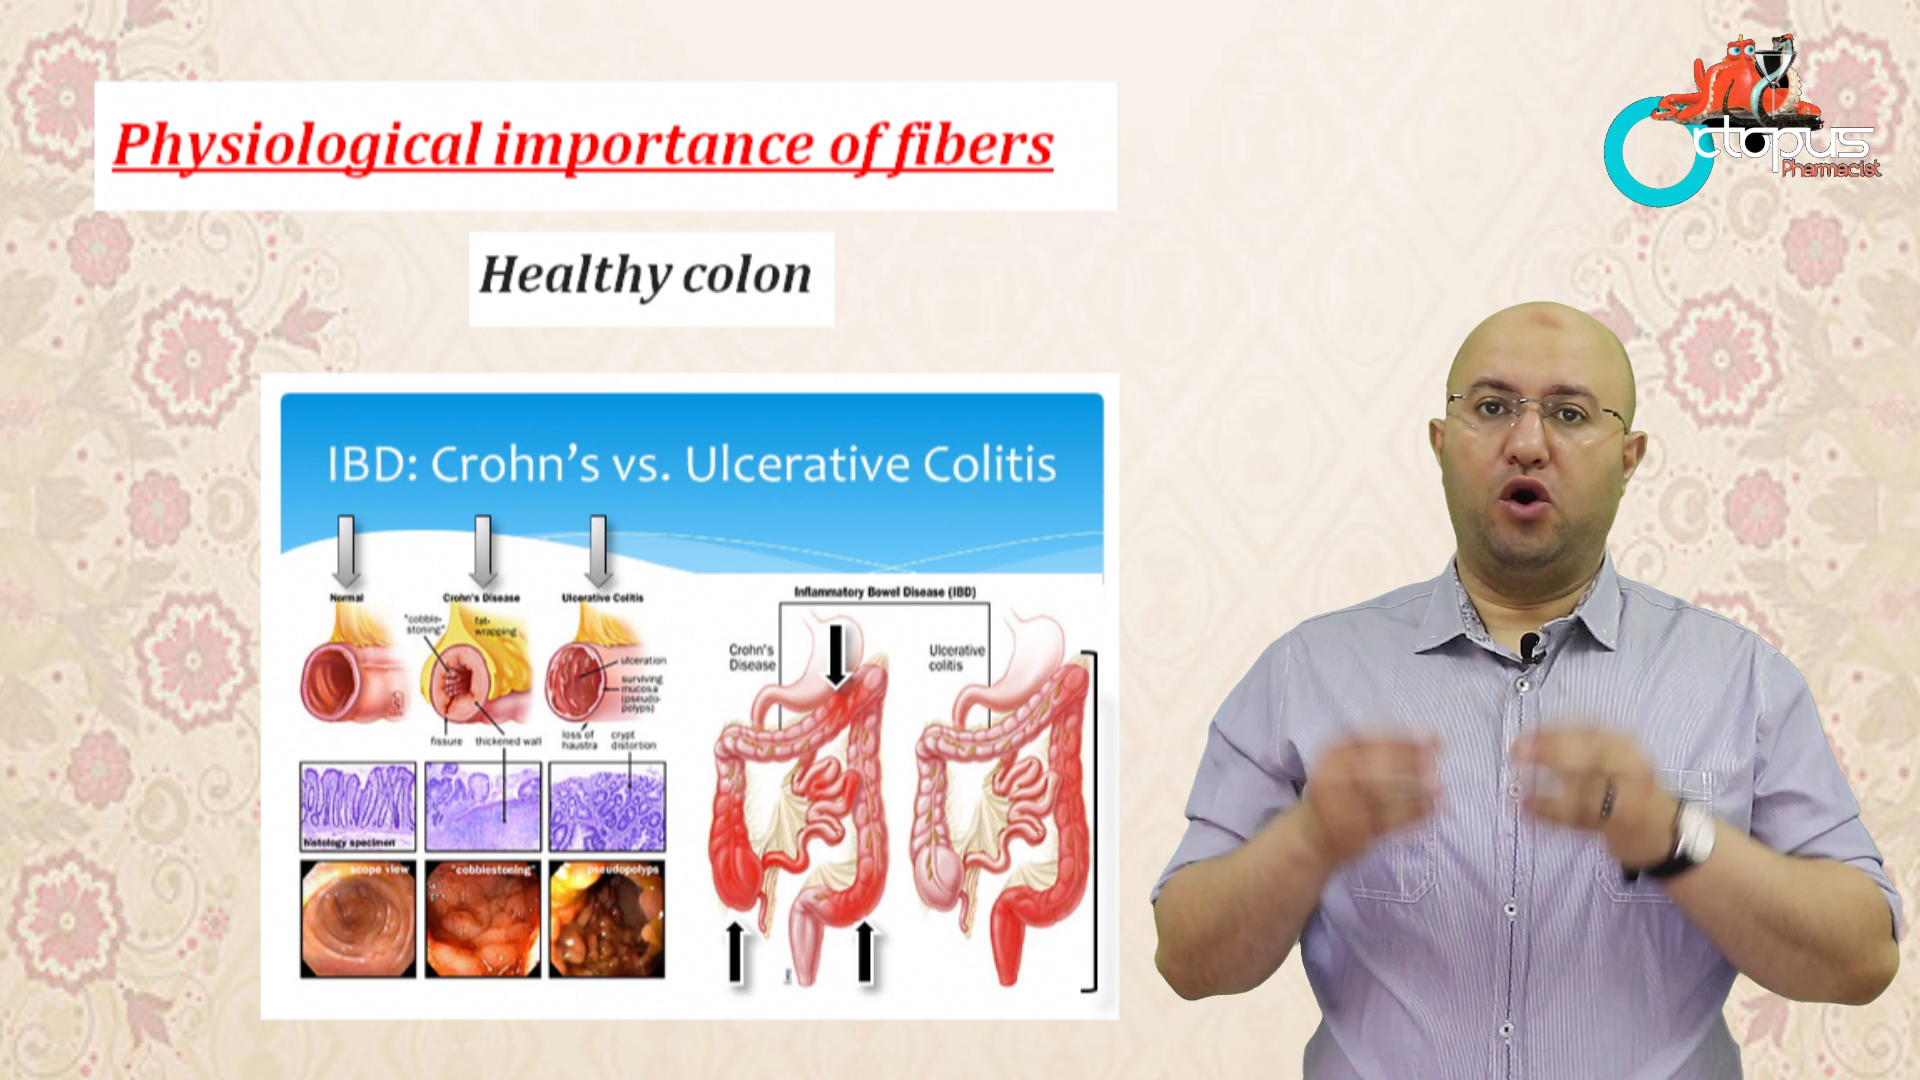 Physiological importance of fibers
Healthy colon
IBD: Crohn's vs. Ulcerative Colitis
Normal
Crohn's Disease
Ulcerative Colitis
"cobble-
stoning"
fat-
wrapping
ulceration
surviving
mucosa
(pseudo-
polyps)
fissure
thickened wall
loss of
haustra
crypt
distortion
histology specimen
scope view
"cobblestoning"
pseudopolyps
Inflammatory Bowel Disease (IBD)
Crohn's
Disease
Ulcerative
colitis
Octopus
Pharmacist